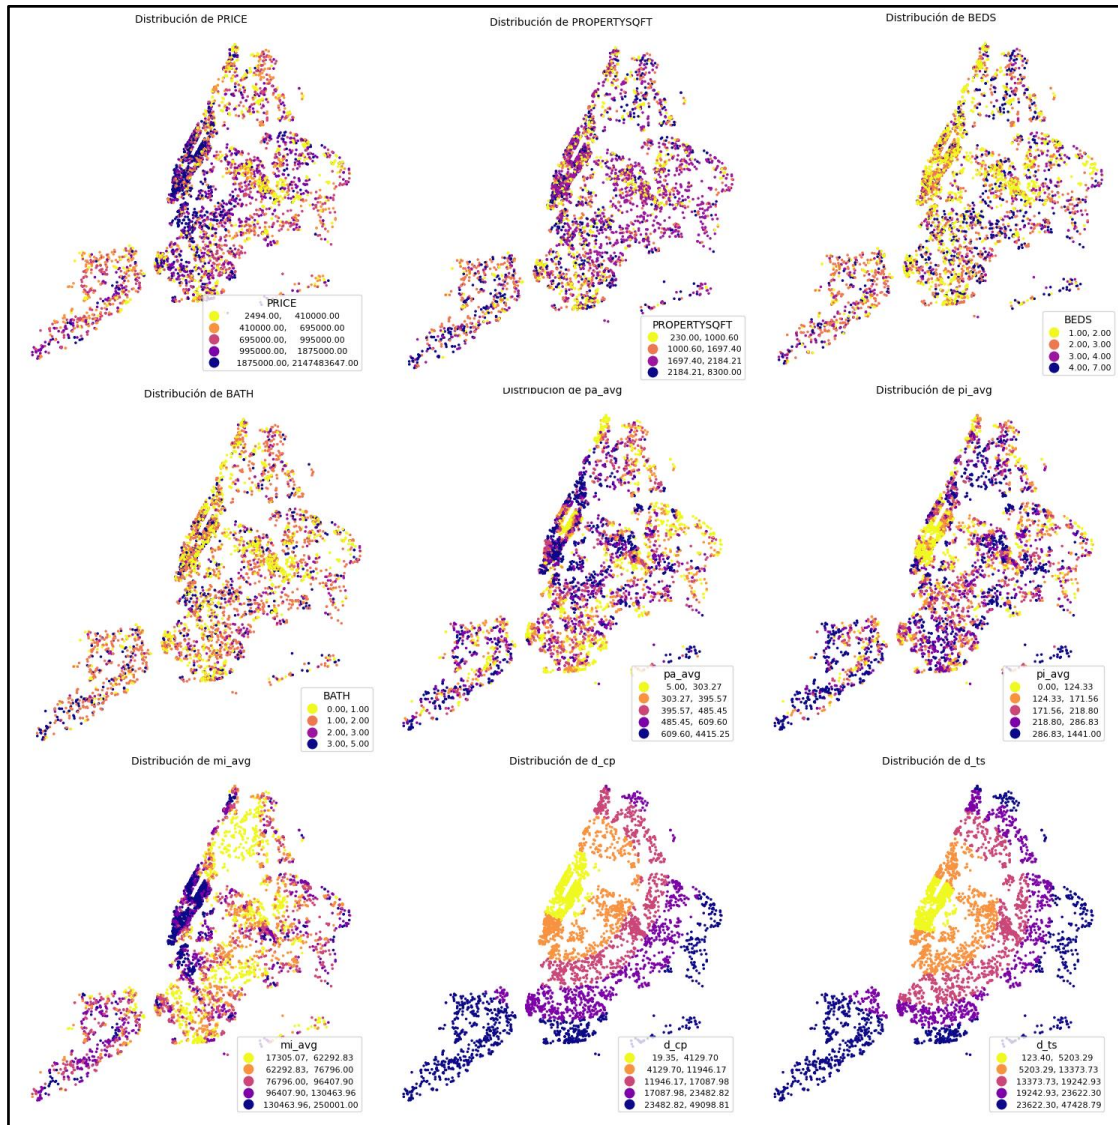 Distribución de PRICE
PRICE
2494.00, 410000.00
410000.00, 695000.00
695000.00, 995000.00
995000.00, 1875000.00
1875000.00, 2147483647.00
Distribución de PROPERTYSQFT
PROPERTYSQFT
230.00, 1000.60
1000.60, 1697.40
1697.40, 2184.21
2184.21, 8300.00
Distribución de BEDS
BEDS
1.00, 2.00
2.00, 3.00
3.00, 4.00
4.00, 7.00
Distribución de BATH
BATH
0.00, 1.00
1.00, 2.00
2.00, 3.00
3.00, 5.00
Distribución de pa_avg
pa_avg
5.00, 303.27
303.27, 395.57
395.57, 485.45
485.45, 609.60
609.60, 4415.25
Distribución de pi_avg
pi_avg
0.00, 124.33
124.33, 171.56
171.56, 218.80
218.80, 286.83
286.83, 1441.00
Distribución de mi_avg
mi_avg
17305.07, 62292.83
62292.83, 76796.00
76796.00, 96407.90
96407.90, 130463.96
130463.96, 250001.00
Distribución de d_cp
d_cp
19.35, 4129.70
4129.70, 11946.17
11946.17, 17087.98
17087.98, 23482.82
23482.82, 49098.81
Distribución de d_ts
d_ts
123.40, 5203.29
5203.29, 13373.73
13373.73, 19242.93
19242.93, 23622.30
23622.30, 47428.79